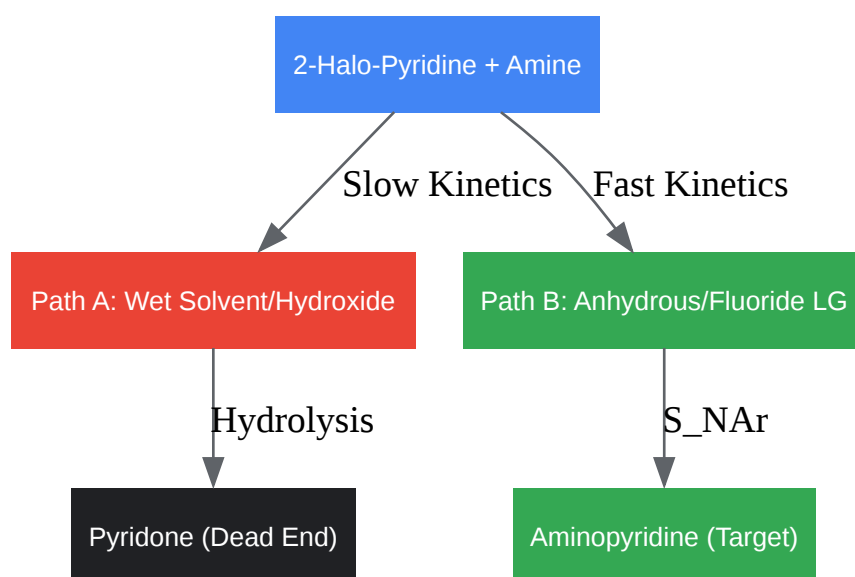 2-Halo-Pyridine + Amine
Slow Kinetics
Fast Kinetics
Path A: Wet Solvent/Hydroxide
Path B: Anhydrous/Fluoride LG
Hydrolysis
S_NAr
Pyridone (Dead End)
Aminopyridine (Target)